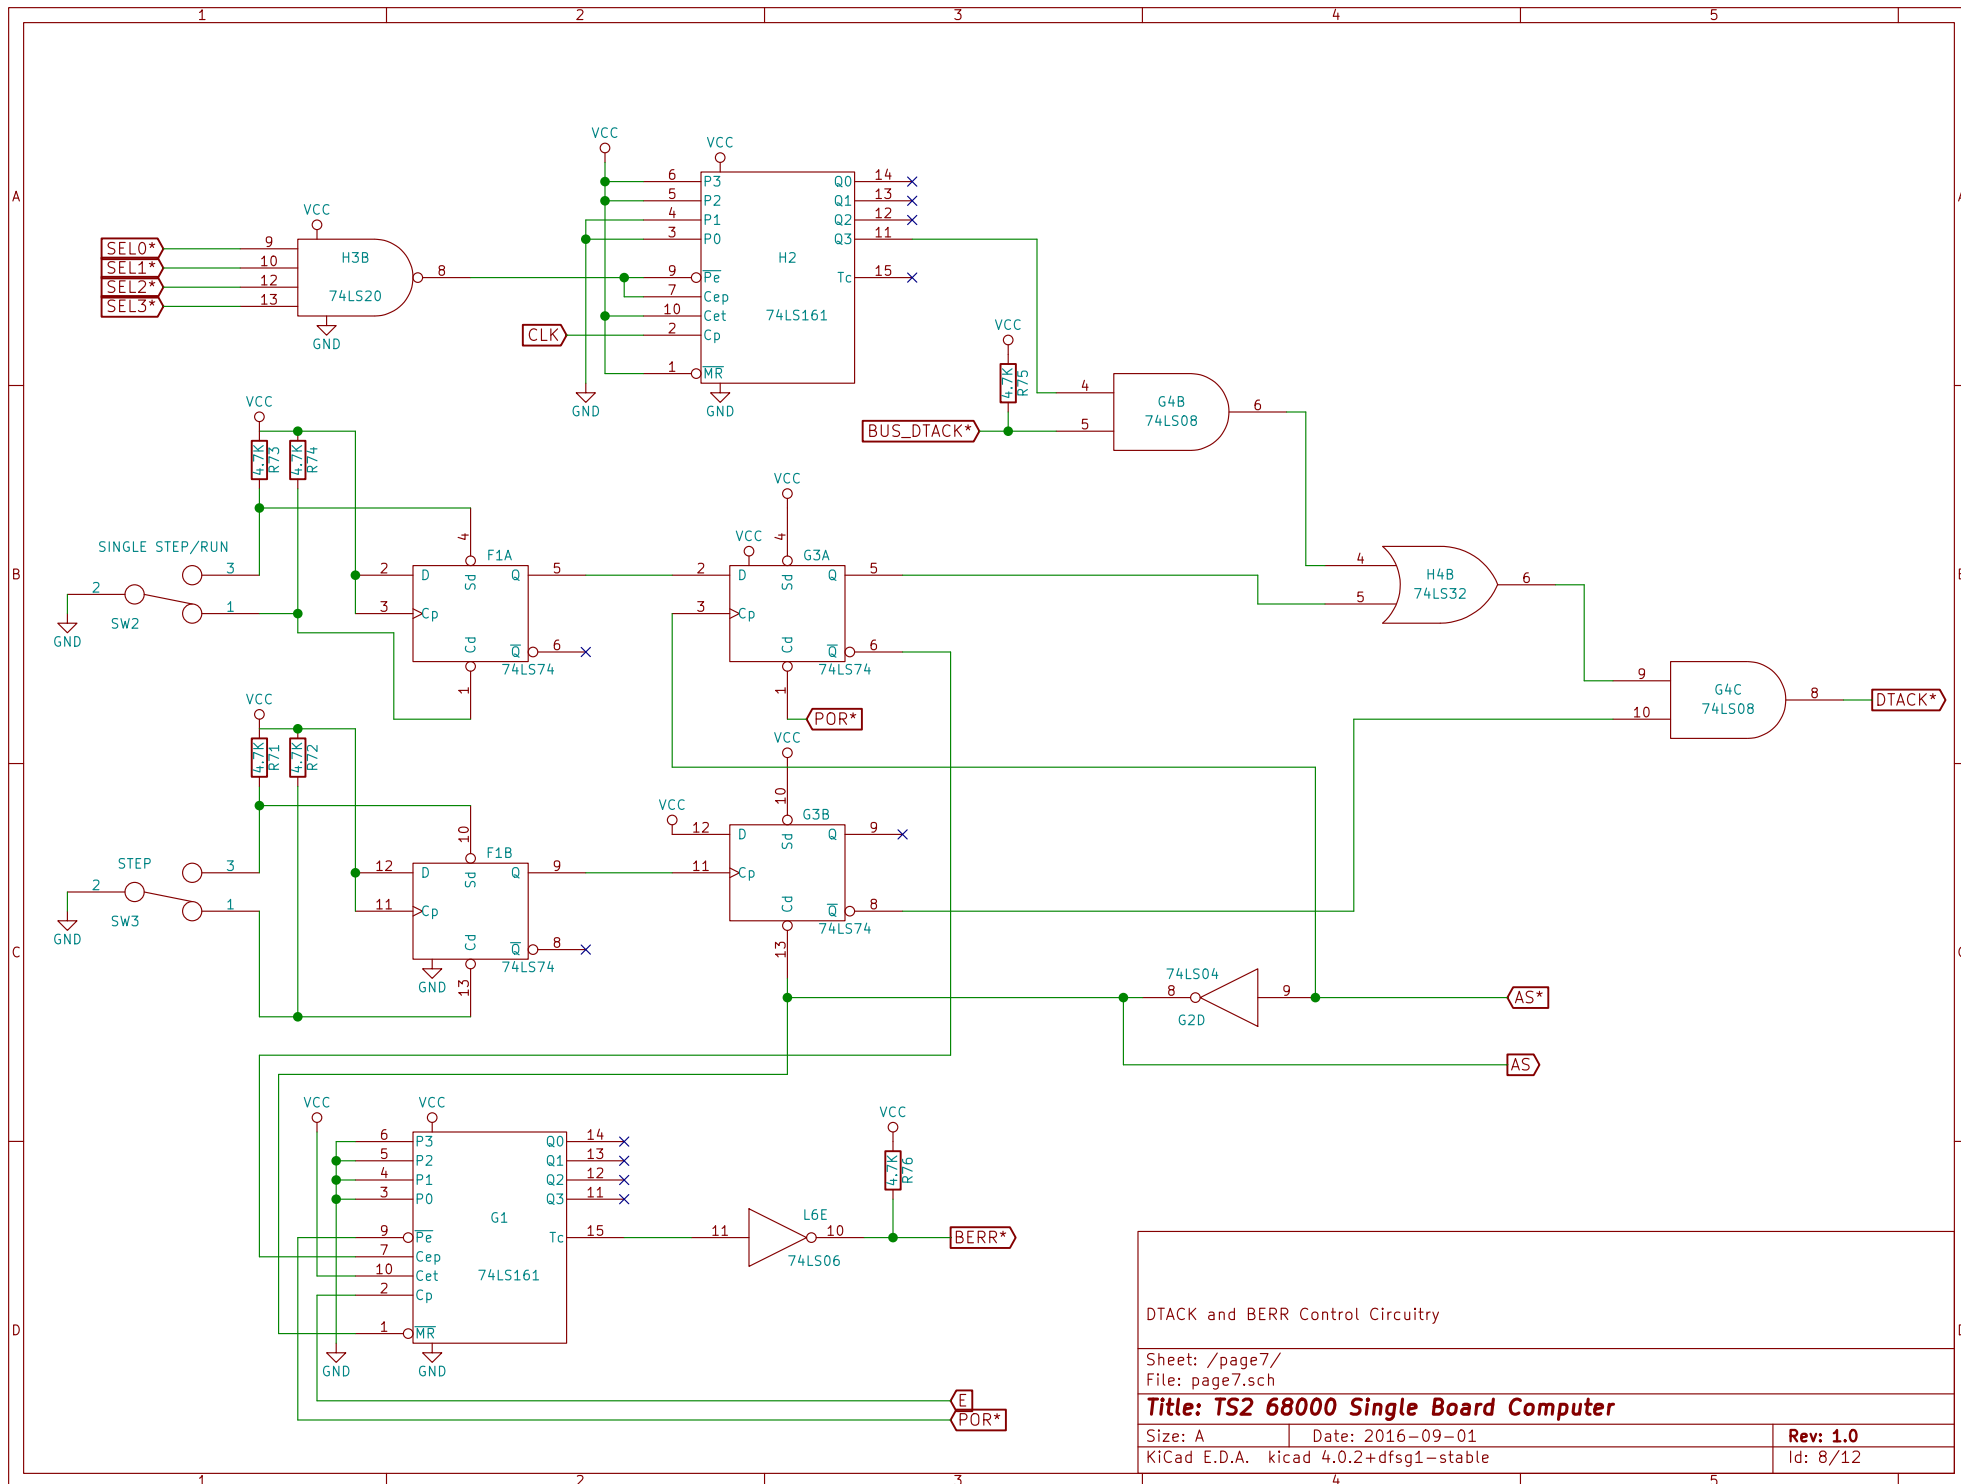 1 2 3 4 5
A
B
C
D
VCC
SEL0* 9
SEL1* 10
SEL2* 12
SEL3* 13
H3B
74LS20
8
GND
VCC
VCC
6 P3
5 P2
4 P1
3 P0
9 Pe
7 Cep
10 Cet
CLK 2 Cp
1 MR
Q0 14
Q1 13
Q2 12
Q3 11
Tc 15
H2
74LS161
GND
GND
VCC
4.7K R75
BUS_DTACK*
4
5
G4B
74LS08
6
VCC
4.7K R73
4.7K R74
SINGLE STEP/RUN
2 3
1
SW2
GND
4
F1A
2 D Sd Q 5
3 Cp
Cd Q 6
74LS74
1
VCC
VCC
4
G3A
2 D Sd Q 5
3 Cp
Cd Q 6
74LS74
1
POR*
4
5
H4B
74LS32
6
9
10
G4C
74LS08
8
DTACK*
VCC
4.7K R71
4.7K R72
STEP
2 3
1
SW3
GND
10
F1B
12 D Sd Q 9
11 Cp
Cd Q 8
74LS74
GND
13
VCC
VCC
10
G3B
12 D Sd Q 9
11 Cp
Cd Q 8
74LS74
13
74LS04
8 9
G2D
AS*
AS
VCC
VCC
6 P3
5 P2
4 P1
3 P0
9 Pe
7 Cep
10 Cet
2 Cp
1 MR
Q0 14
Q1 13
Q2 12
Q3 11
Tc 15
G1
74LS161
GND
GND
11
L6E
10
74LS06
VCC
4.7K R76
BERR*
E
POR*
DTACK and BERR Control Circuitry
Sheet: /page7/
File: page7.sch
Title: TS2 68000 Single Board Computer
Size: A Date: 2016-09-01 Rev: 1.0
KiCad E.D.A. kicad 4.0.2+dfsg1-stable Id: 8/12
1 2 3 4 5